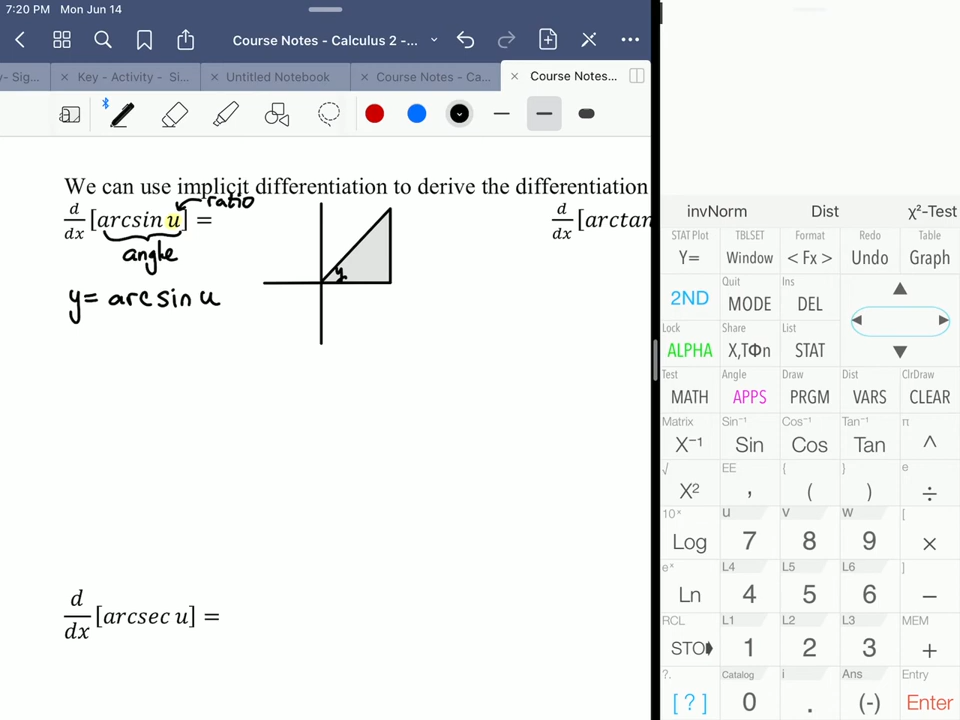 7:20 PM Mon Jun 14
Course Notes - Calculus 2 -...
y- Sig...
Key - Activity - Si...
Untitled Notebook
Course Notes - Ca...
Course Notes...
We can use implicit differentiation to derive the differentiation
ratio
d/dx [arcsin u] =
d/dx [arctan
angle
y = arcsin u
y
d/dx [arcsec u] =
invNorm Dist χ²-Test
STAT Plot TBLSET Format Redo Table
Y= Window < Fx > Undo Graph
Quit Ins
2ND MODE DEL
Lock Share List
ALPHA X,TΦn STAT
Test Angle Draw Dist ClrDraw
MATH APPS PRGM VARS CLEAR
Matrix Sin⁻¹ Cos⁻¹ Tan⁻¹ π
X⁻¹ Sin Cos Tan ^
√ EE { } e
X² , ( ) ÷
10ˣ u v w [
Log 7 8 9 ×
eˣ L4 L5 L6 ]
Ln 4 5 6 −
RCL L1 L2 L3 MEM
STO 1 2 3 +
?. Catalog i Ans Entry
[ ? ] 0 . (-) Enter